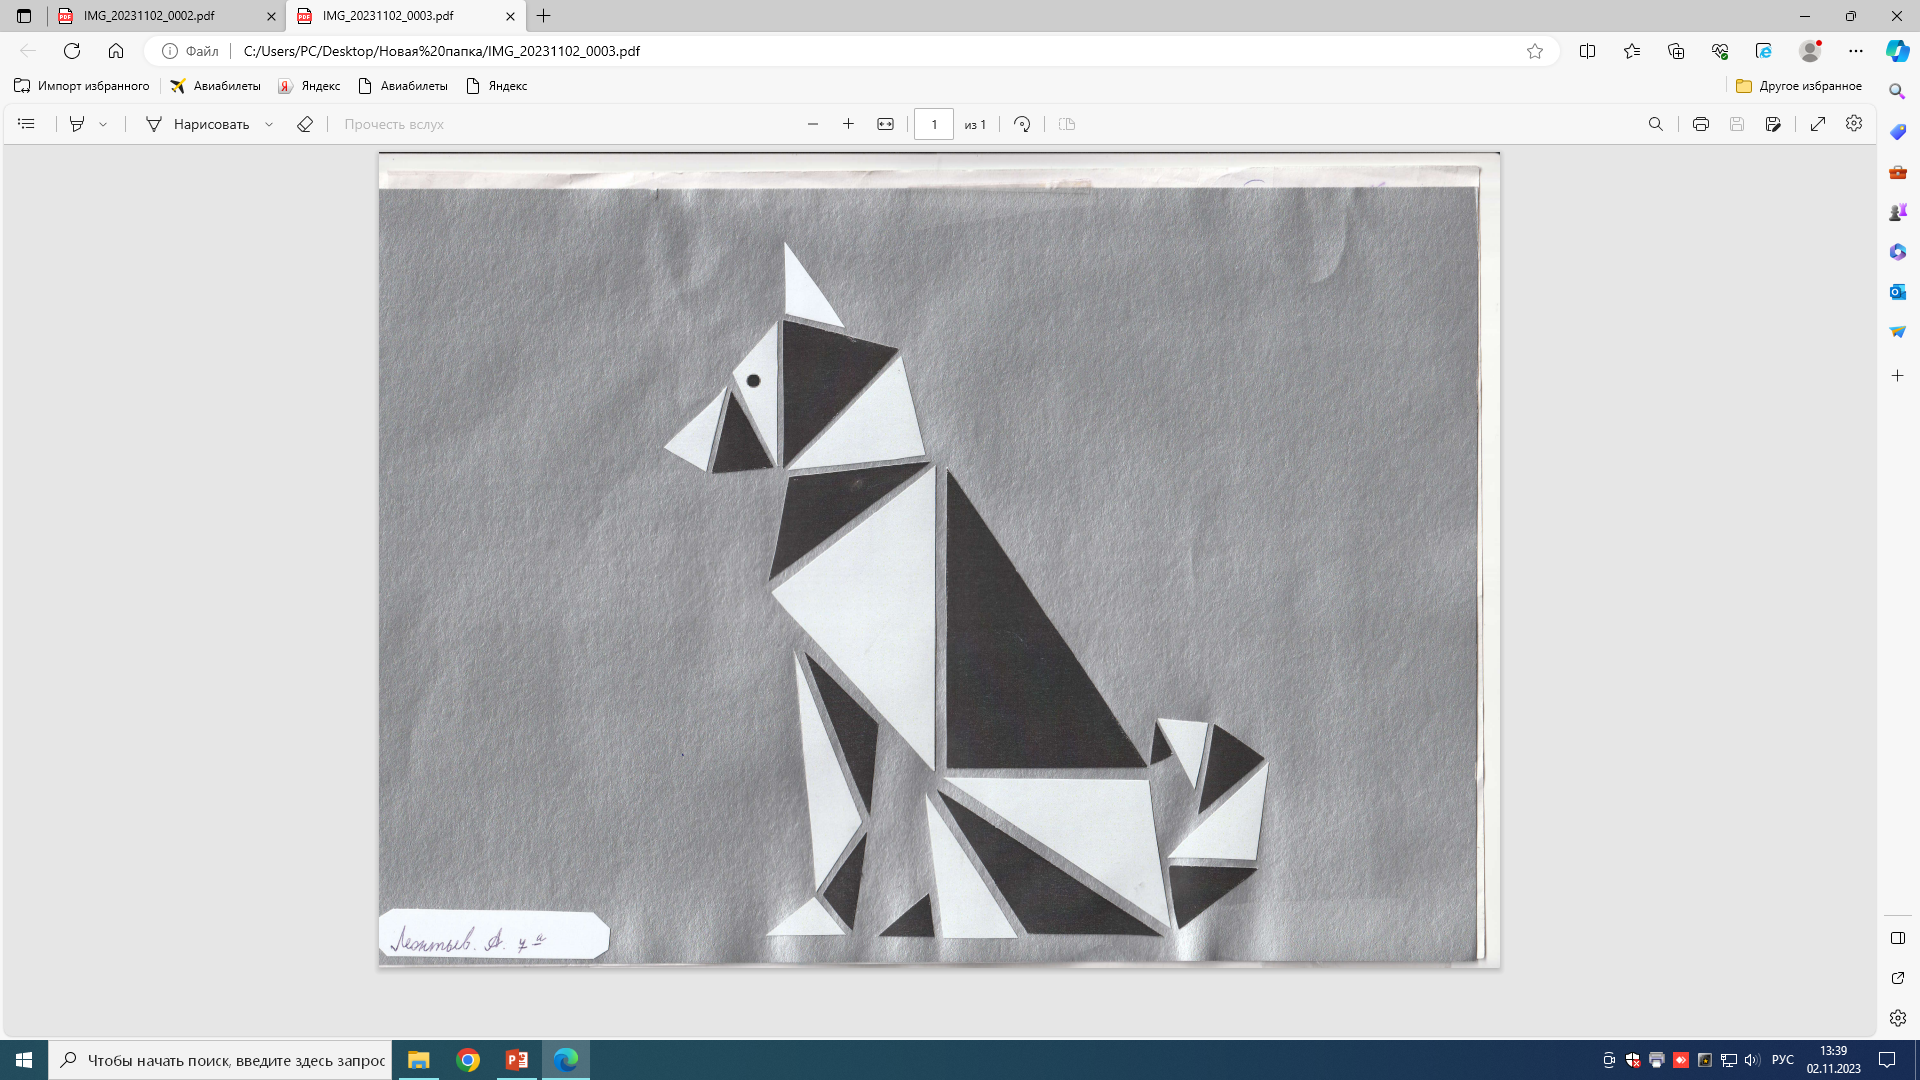 IMG_20231102_0002.pdf
IMG_20231102_0003.pdf
Файл
C:/Users/PC/Desktop/Новая%20папка/IMG_20231102_0003.pdf
Импорт избранного
Авиабилеты
Я Яндекс
Авиабилеты
Яндекс
Другое избранное
Нарисовать
Прочесть вслух
1 из 1
Леонтьев. А. 7а
Чтобы начать поиск, введите здесь запрос
РУС
13:39
02.11.2023